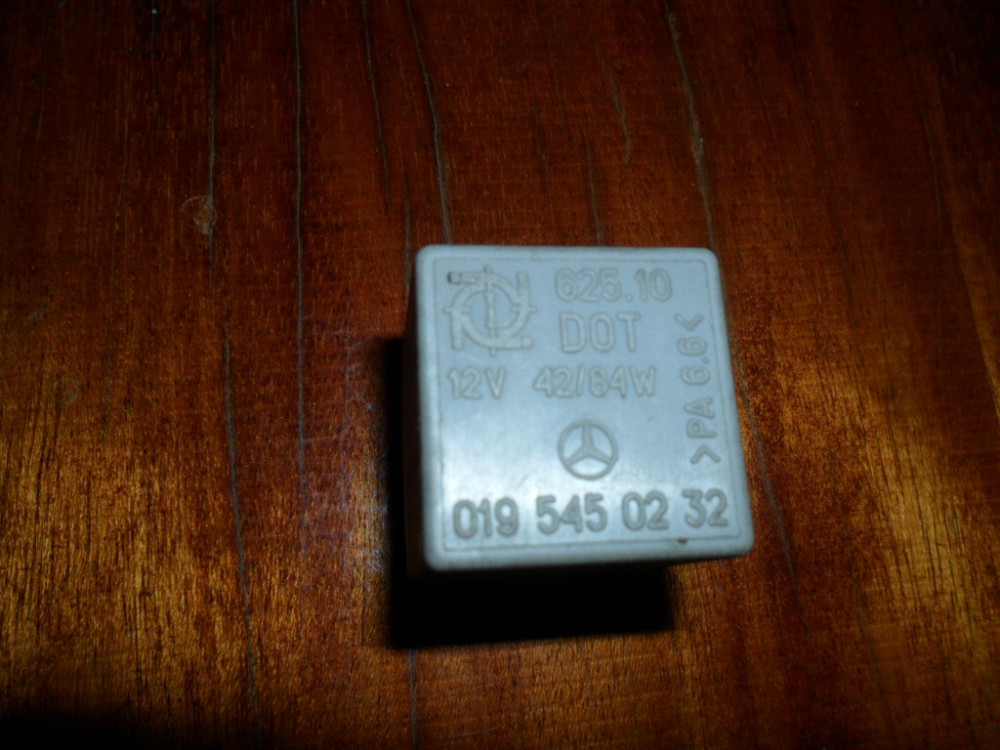 625.10
DOT
12V 42/84W
>PA 6.6<
019 545 02 32